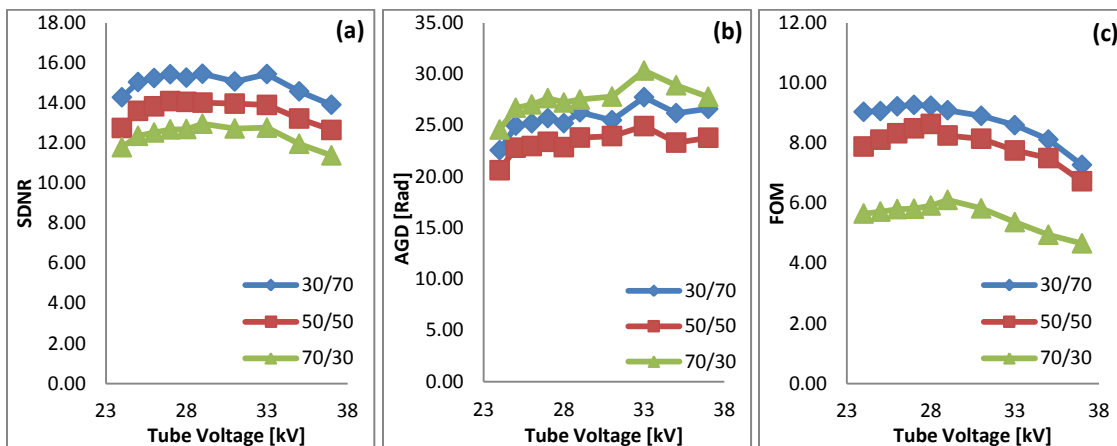 (a)
18.00
16.00
14.00
12.00
10.00
8.00
6.00
4.00
2.00
0.00
SDNR
30/70
50/50
70/30
23 28 33 38
Tube Voltage [kV]
(b)
35.00
30.00
25.00
20.00
15.00
10.00
5.00
0.00
AGD [Rad]
30/70
50/50
70/30
23 28 33 38
Tube Voltage [kV]
(c)
12.00
10.00
8.00
6.00
4.00
2.00
0.00
FOM
30/70
50/50
70/30
23 28 33 38
Tube Voltage [kV]